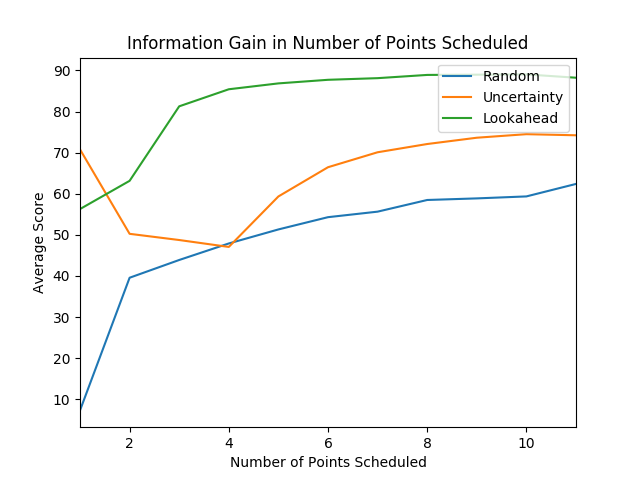 Information Gain in Number of Points Scheduled
90
80
70
60
50
40
30
20
10
Average Score
Random
Uncertainty
Lookahead
2 4 6 8 10
Number of Points Scheduled